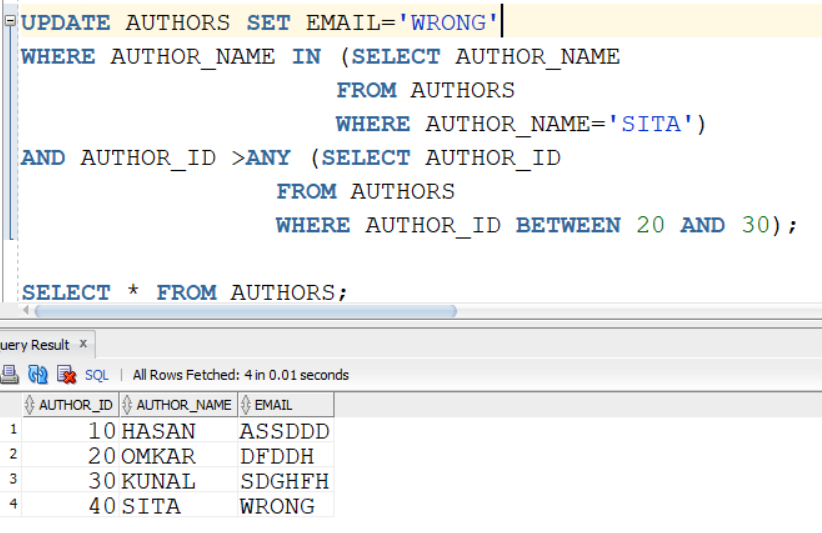 UPDATE AUTHORS SET EMAIL='WRONG'
WHERE AUTHOR_NAME IN (SELECT AUTHOR_NAME
FROM AUTHORS
WHERE AUTHOR_NAME='SITA')
AND AUTHOR_ID >ANY (SELECT AUTHOR_ID
FROM AUTHORS
WHERE AUTHOR_ID BETWEEN 20 AND 30);
SELECT * FROM AUTHORS;
uery Result x
SQL | All Rows Fetched: 4 in 0.01 seconds
AUTHOR_ID AUTHOR_NAME EMAIL
1 10 HASAN ASSDDD
2 20 OMKAR DFDDH
3 30 KUNAL SDGHFH
4 40 SITA WRONG